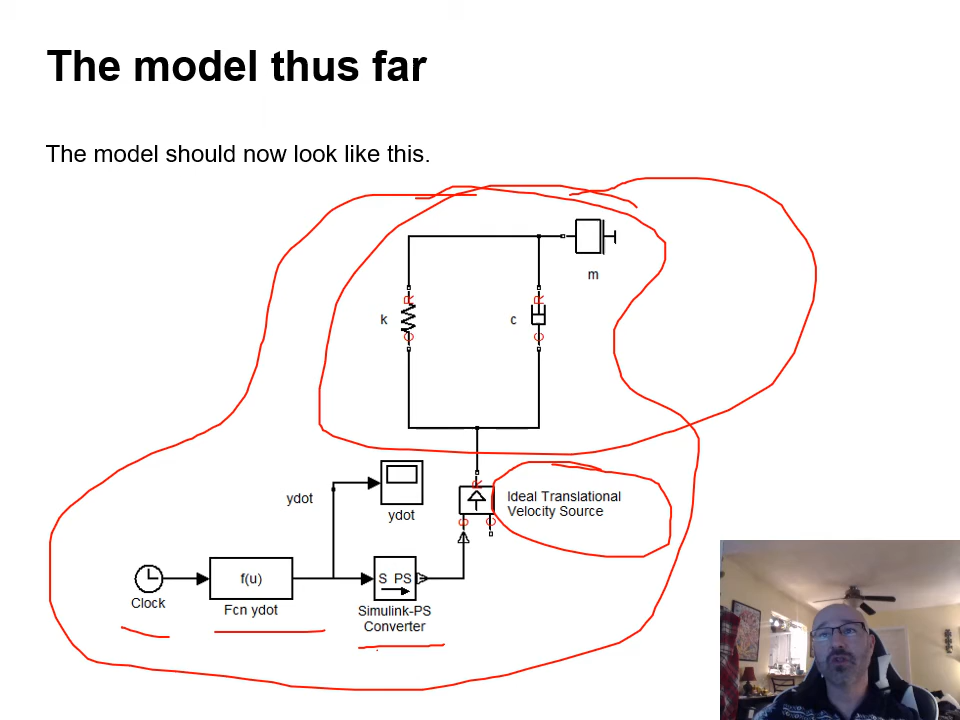 The model thus far
The model should now look like this.
m
R
R
k
c
C
C
ydot
ydot
R
Ideal Translational
Velocity Source
S
C
f(u)
S PS
Clock
Fcn ydot
Simulink-PS
Converter